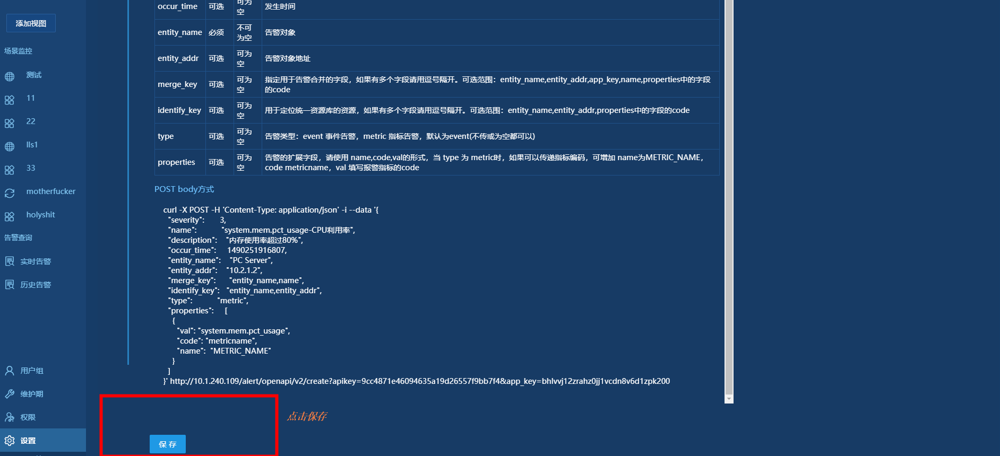 添加视图
场景监控
测试
11
22
lls1
33
motherfucker
holyshit
告警查询
实时告警
历史告警
用户组
维护期
权限
设置
occur_time 可选 可为空 发生时间
entity_name 必须 不可为空 告警对象
entity_addr 可选 可为空 告警对象地址
merge_key 可选 可为空 指定用于告警合并的字段，如果有多个字段请用逗号隔开。可选范围：entity_name,entity_addr,app_key,name,properties中的字段
的code
identify_key 可选 可为空 用于定位统一资源库的资源，如果有多个字段请用逗号隔开。可选范围：entity_name,entity_addr,properties中的字段的code
type 可选 可为空 告警类型：event 事件告警，metric 指标告警，默认为event(不传或为空都可以)
properties 可选 可为空 告警的扩展字段，请使用 name,code,val的形式，当 type 为 metric时，如果可以传递指标编码，可增加 name为METRIC_NAME，
code metricname，val 填写报警指标的code
POST body方式
curl -X POST -H 'Content-Type: application/json' -i --data '{
"severity": 3,
"name": "system.mem.pct_usage-CPU利用率",
"description": "内存使用率超过80%",
"occur_time": 1490251916807,
"entity_name": "PC Server",
"entity_addr": "10.2.1.2",
"merge_key": "entity_name,name",
"identify_key": "entity_name,entity_addr",
"type": "metric",
"properties": [
{
"val": "system.mem.pct_usage",
"code": "metricname",
"name": "METRIC_NAME"
}
]
}' http://10.1.240.109/alert/openapi/v2/create?apikey=9cc4871e46094635a19d26557f9bb7f4&app_key=bhlvvj12zrahz0jj1vcdn8v6d1zpk200
点击保存
保 存